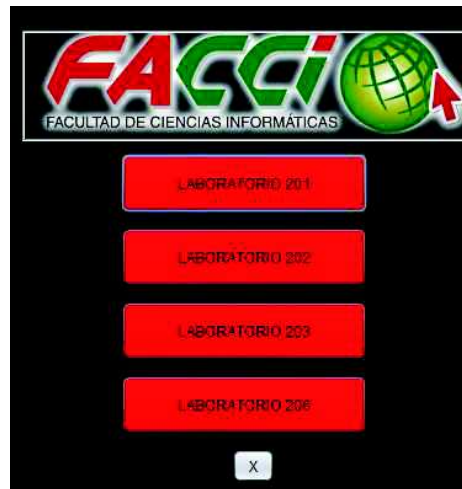 FACCI
FACULTAD DE CIENCIAS INFORMÁTICAS
LABORATORIO 201
LABORATORIO 202
LABORATORIO 203
LABORATORIO 206
X